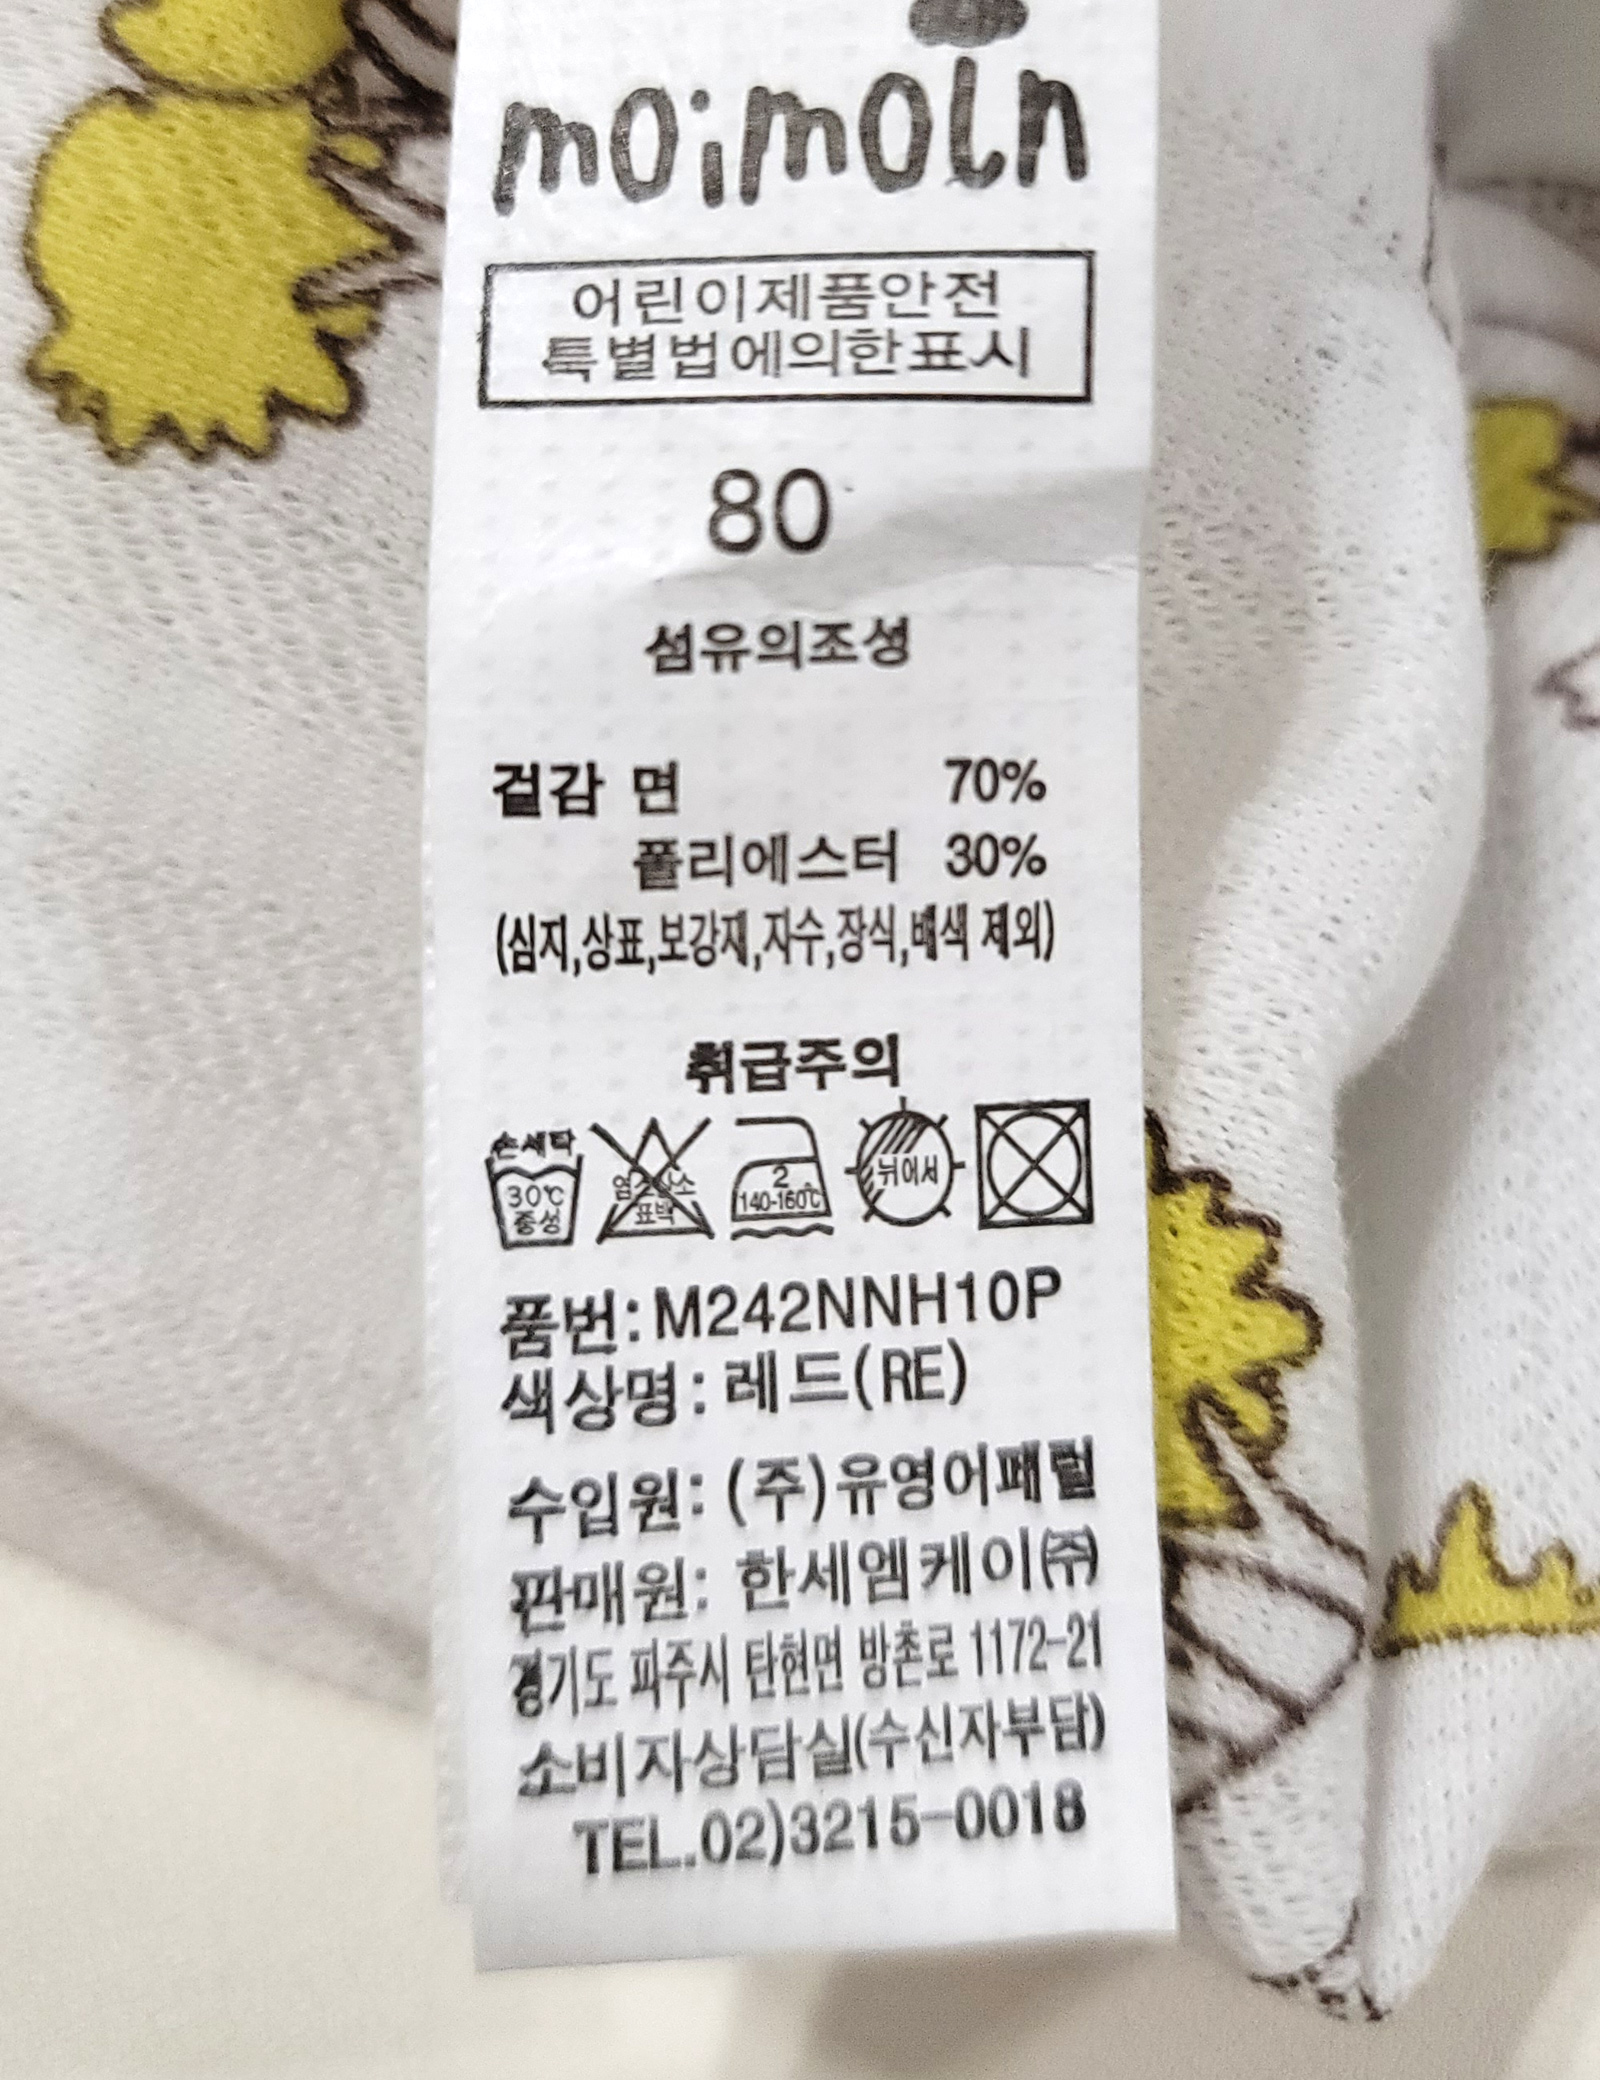 moimoln
어린이제품안전
특별법에의한표시
80
섬유의조성
겉감 면 70%
폴리에스터 30%
(심지,상표,보강재,자수,장식,배색 제외)
취급주의
손세탁
30℃
중성
염소산소
표백
2
140-160℃
뉘어서
품번:M242NNH10P
색상명:레드(RE)
수입원: (주)유영어패럴
판매원: 한세엠케이㈜
경기도 파주시 탄현면 방촌로 1172-21
소비자상담실(수신자부담)
TEL.02)3215-0018